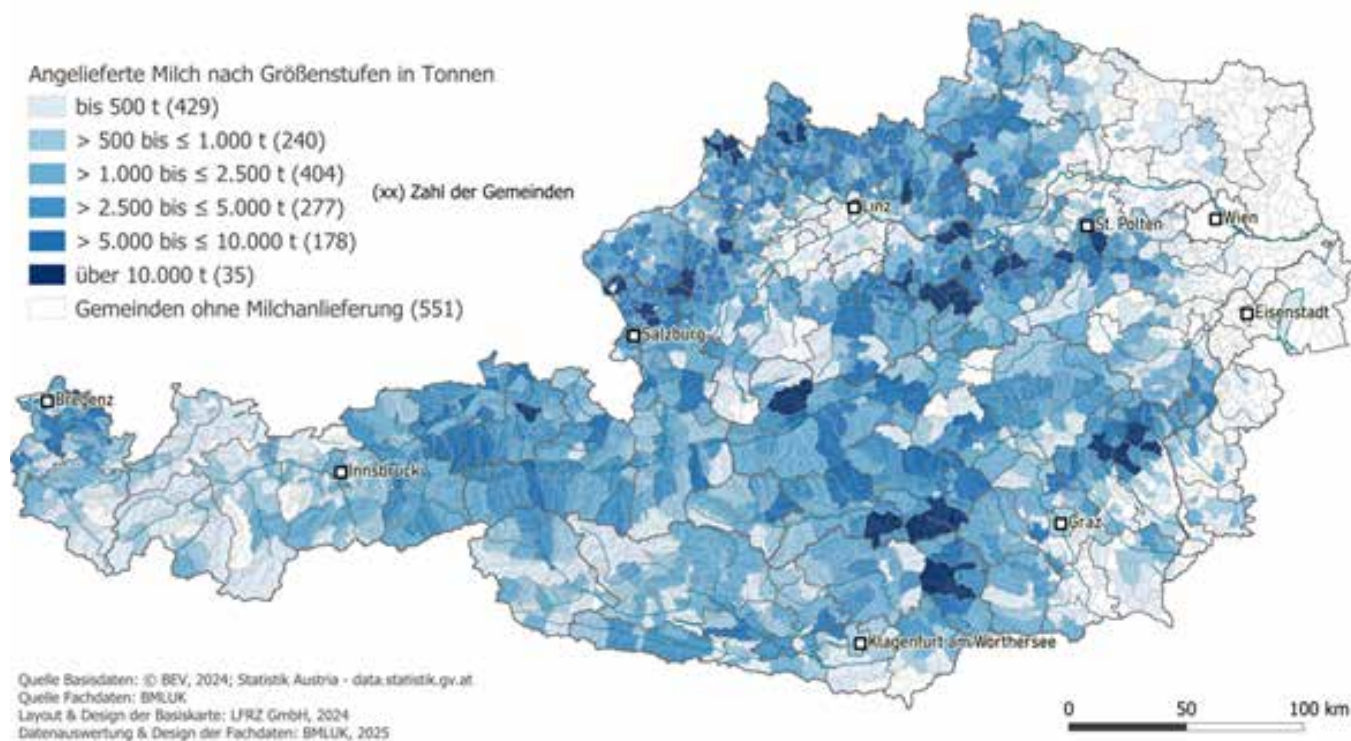 Angelieferte Milch nach Größenstufen in Tonnen
bis 500 t (429)
> 500 bis ≤ 1.000 t (240)
> 1.000 bis ≤ 2.500 t (404)
> 2.500 bis ≤ 5.000 t (277)
> 5.000 bis ≤ 10.000 t (178)
über 10.000 t (35)
Gemeinden ohne Milchanlieferung (551)
(xx) Zahl der Gemeinden
Linz
St. Pölten
Wien
Eisenstadt
Salzburg
Bregenz
Innsbruck
Graz
Klagenfurt am Wörthersee
Quelle Basisdaten: © BEV, 2024; Statistik Austria - data.statistik.gv.at
Quelle Fachdaten: BMLUK
Layout & Design der Basiskarte: LFRZ GmbH, 2024
Datenauswertung & Design der Fachdaten: BMLUK, 2025
0 50 100 km